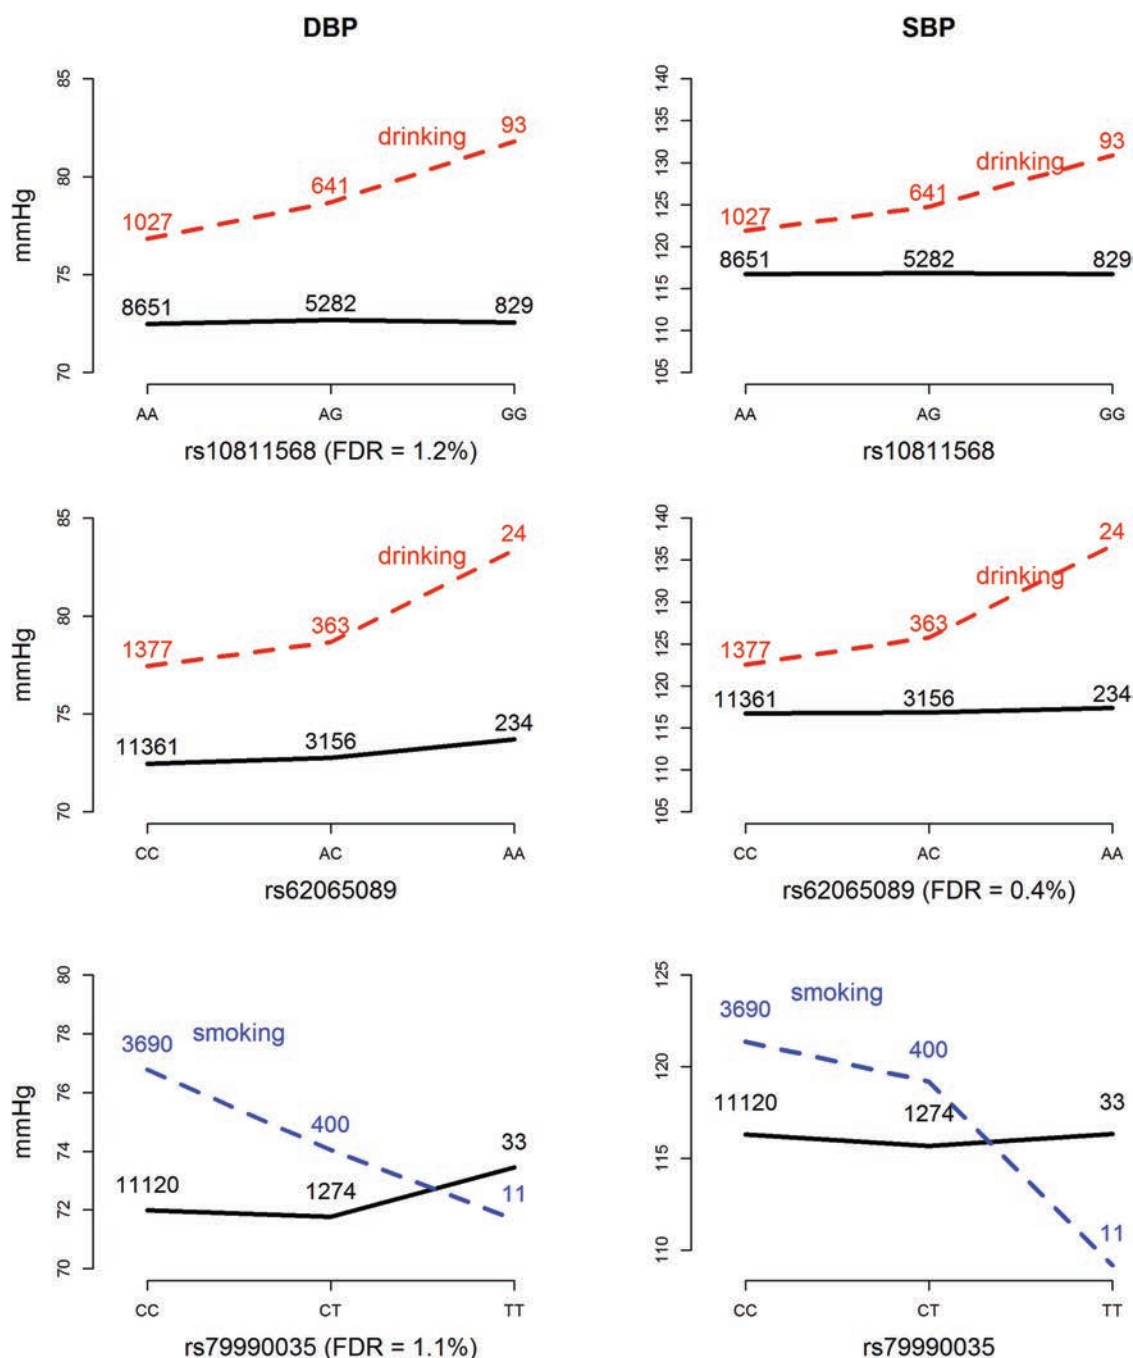 DBP
SBP
mmHg
85
80
75
70
1027
641
93
drinking
8651
5282
829
AA
AG
GG
rs10811568 (FDR = 1.2%)
140
135
130
125
120
115
110
105
1027
641
93
drinking
8651
5282
829
AA
AG
GG
rs10811568
mmHg
85
80
75
70
1377
363
24
drinking
11361
3156
234
CC
AC
AA
rs62065089
140
135
130
125
120
115
110
105
1377
363
24
drinking
11361
3156
234
CC
AC
AA
rs62065089 (FDR = 0.4%)
mmHg
80
78
76
74
72
70
3690
smoking
400
11
11120
1274
33
CC
CT
TT
rs79990035 (FDR = 1.1%)
125
120
115
110
3690
smoking
400
11
11120
1274
33
CC
CT
TT
rs79990035